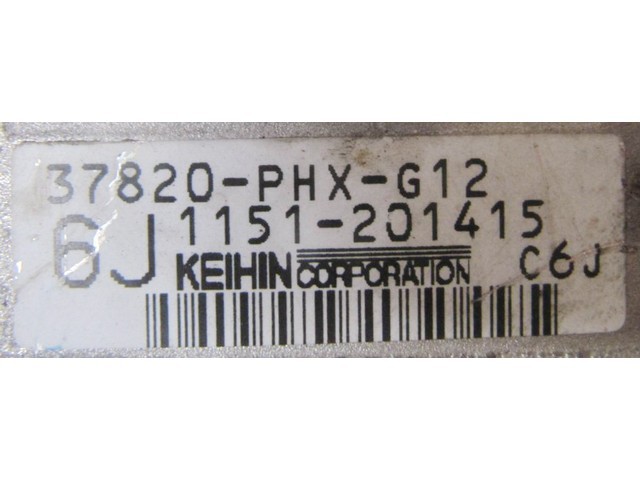 37820-PHX-G12
6J 1151-201415
KEIHIN CORPORATION C6J